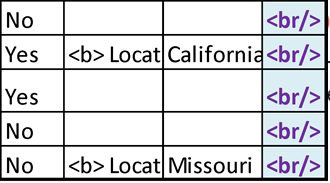 No <br/>
Yes <b> Locat California <br/>
Yes <br/>
No <br/>
No <b> Locat Missouri <br/>